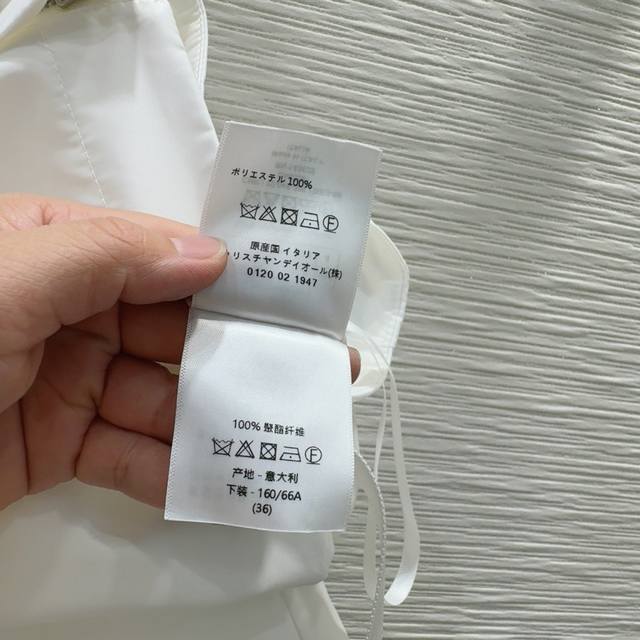 ポリエステル 100%
原産国 イタリア
リスチャンディオール(株)
0120 02 1947
100% 聚酯纤维
产地 - 意大利
下装 - 160/66A
(36)